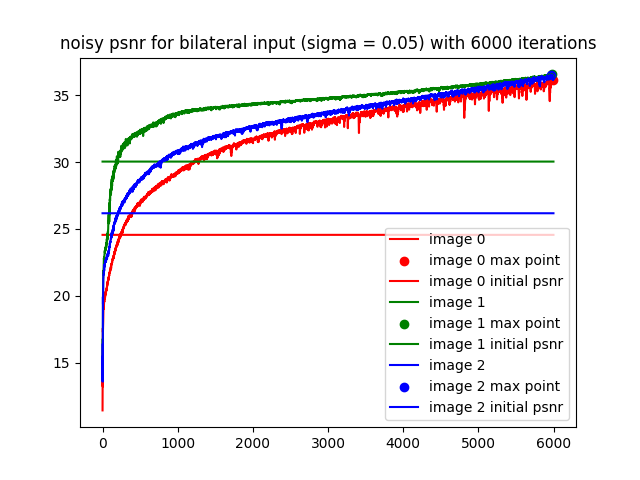 noisy psnr for bilateral input (sigma = 0.05) with 6000 iterations
35
30
25
20
15
image 0
image 0 max point
image 0 initial psnr
image 1
image 1 max point
image 1 initial psnr
image 2
image 2 max point
image 2 initial psnr
0 1000 2000 3000 4000 5000 6000